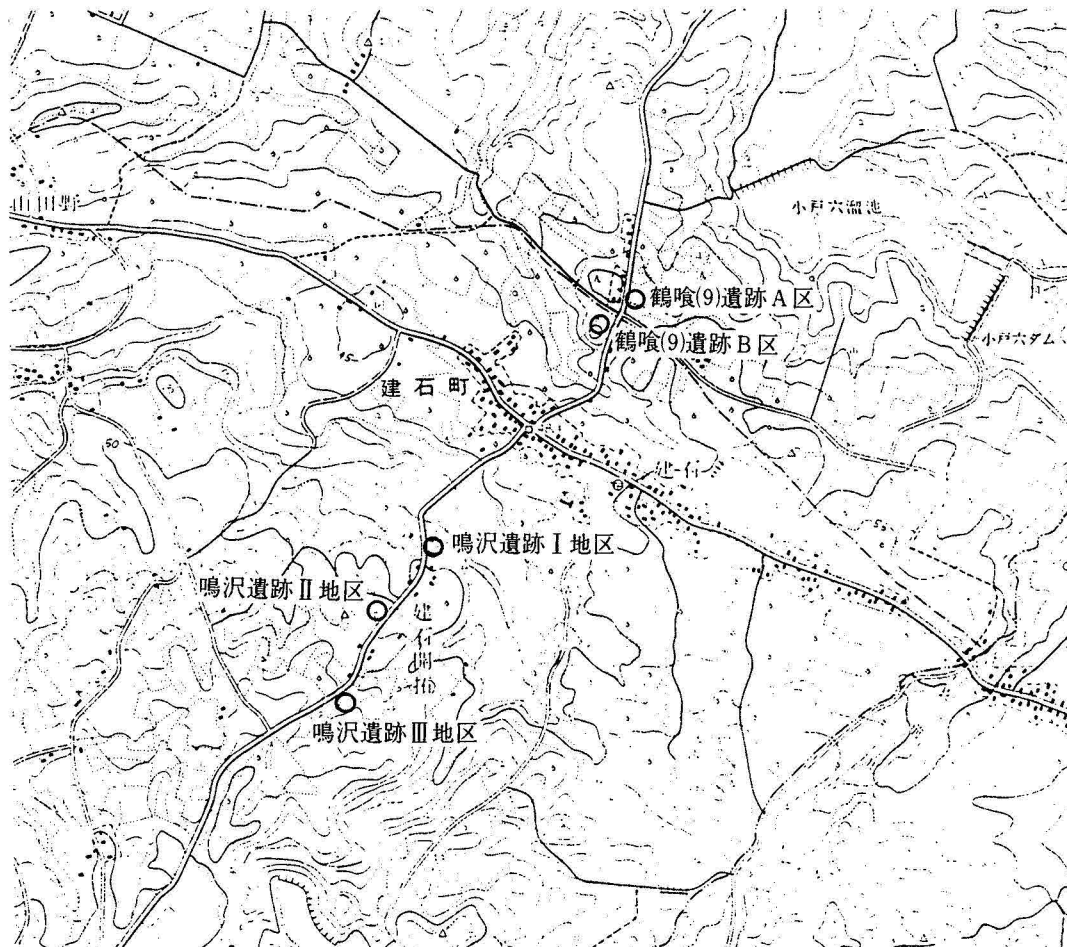 山田野
小戸六溜池
鶴喰(9)遺跡A区
鶴喰(9)遺跡B区
小戸六ダム
建石町
建石
鳴沢遺跡Ⅰ地区
鳴沢遺跡Ⅱ地区
建石開拓
鳴沢遺跡Ⅲ地区
50